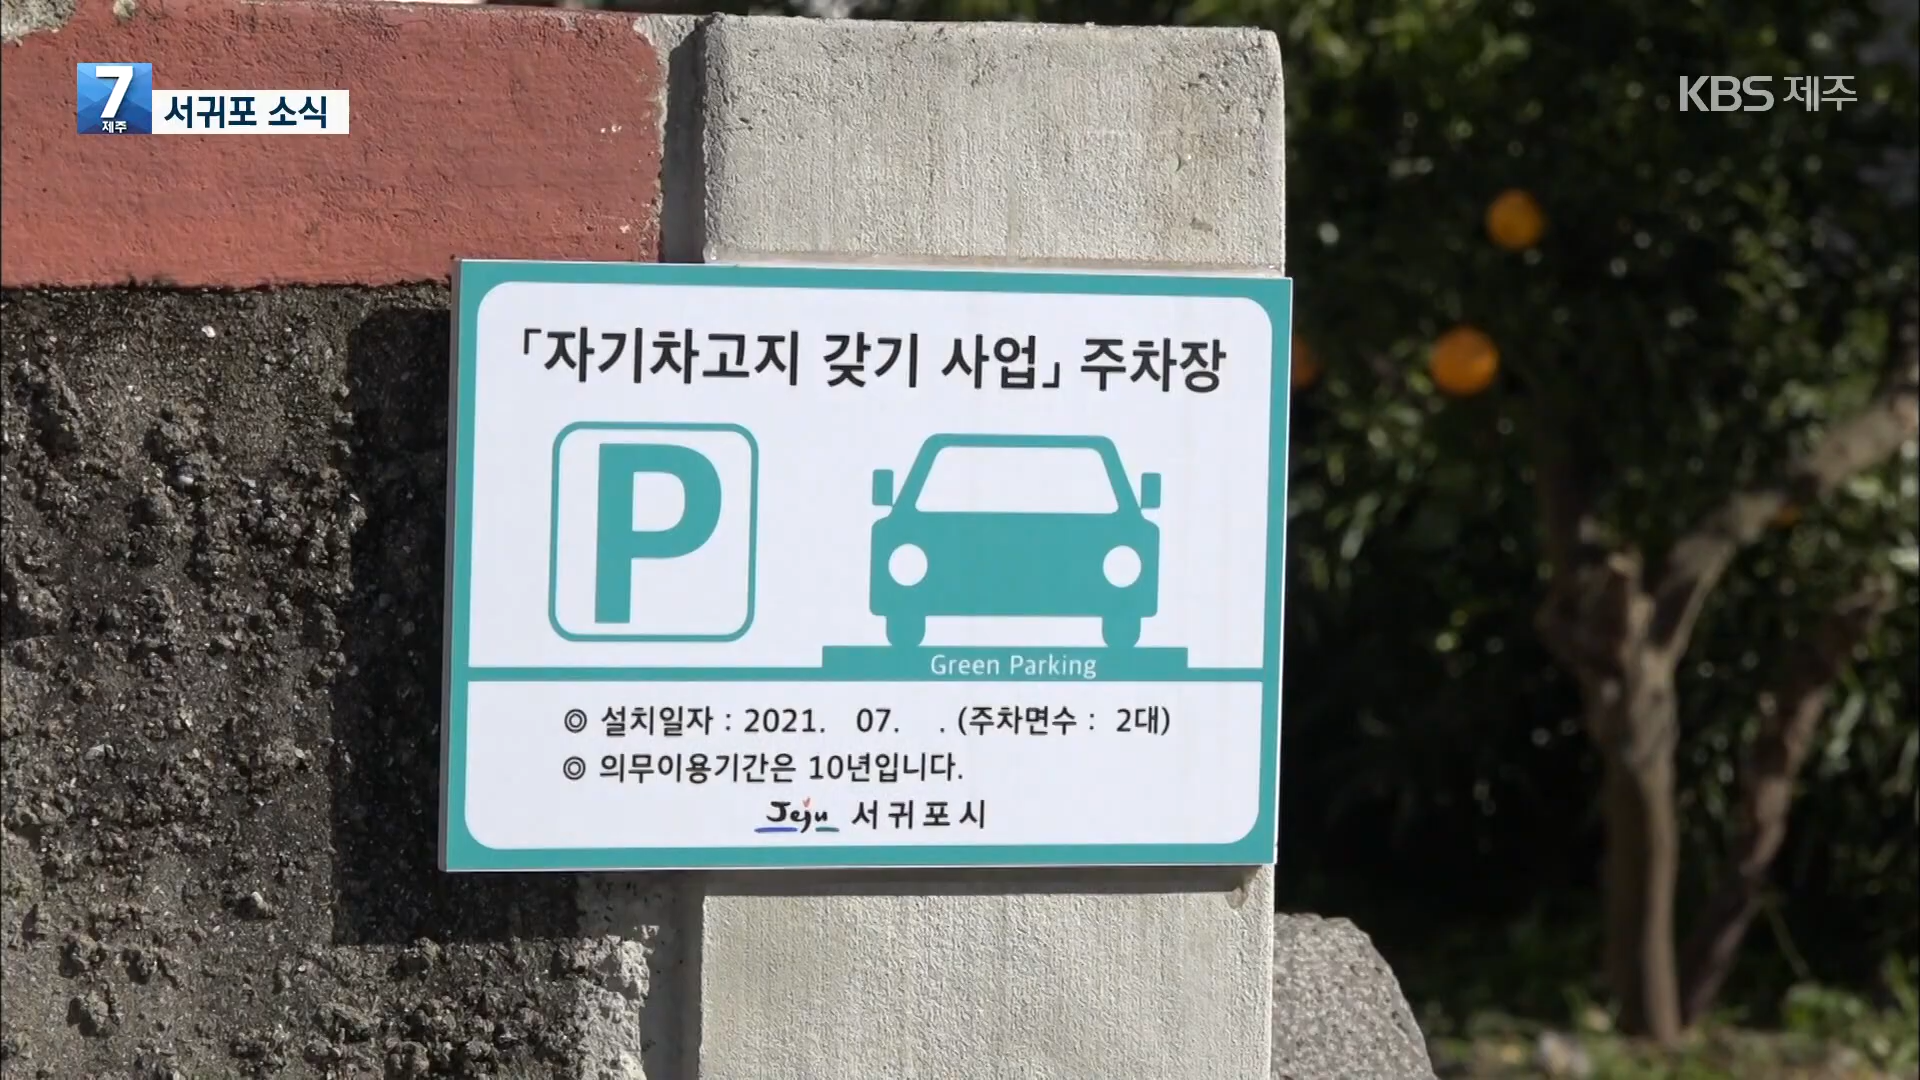 7 제주
서귀포 소식
KBS 제주
「자기차고지 갖기 사업」 주차장
P
Green Parking
◎ 설치일자 : 2021. 07. . (주차면수 : 2대)
◎ 의무이용기간은 10년입니다.
Jeju 서귀포시